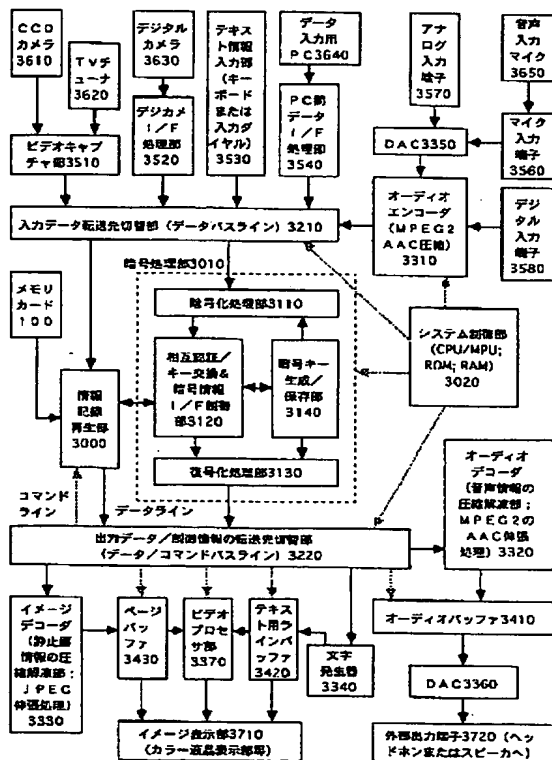 CCD
カメラ
3610
TVチュ
ーナ
3620
デジタル
カメラ
3630
テキス
ト情報
入力部
(キー
ボード
または
入力ダ
イヤル)
3530
データ
入力用
PC3640
アナ
ログ
入力
端子
3570
音声
入力
マイク
3650
ビデオキャプ
チャ部3510
デジカメ
I/F
処理部
3520
PC間
データ
I/F
処理部
3540
DAC3350
マイク
入力
端子
3560
入力データ転送先切替部(データバスライン)3210
オーディオ
エンコーダ
(MPEG2
AAC圧縮)
3310
デジ
タル
入力
端子
3580
暗号処理部3010
メモリ
カード
100
暗号化処理部3110
システム制御部
(CPU/MPU;
ROM;RAM)
3020
情報
記録
再生部
3000
相互認証/
キー交換&
暗号情報
I/F制御
部3120
暗号キー
生成/
保存部
3140
復号化処理部3130
コマンド
ライン
データライン
オーディオ
デコーダ
(音声情報の
圧縮解凍部;
MPEG2の
AAC伸張
処理)3320
出力データ/制御情報の転送先切替部
(データ/コマンドバスライン)3220
イメージ
デコーダ
(静止画
情報の圧
縮解凍部;
JPEG
伸張処理)
3330
ページ
バッ
ファ
3430
ビデオ
プロセ
サ部
3370
テキス
ト用ラ
インバ
ッファ
3420
文字
発生器
3340
オーディオバッファ3410
DAC3360
イメージ表示部3710
(カラー液晶表示部等)
外部出力端子3720(ヘッ
ドホンまたはスピーカへ)